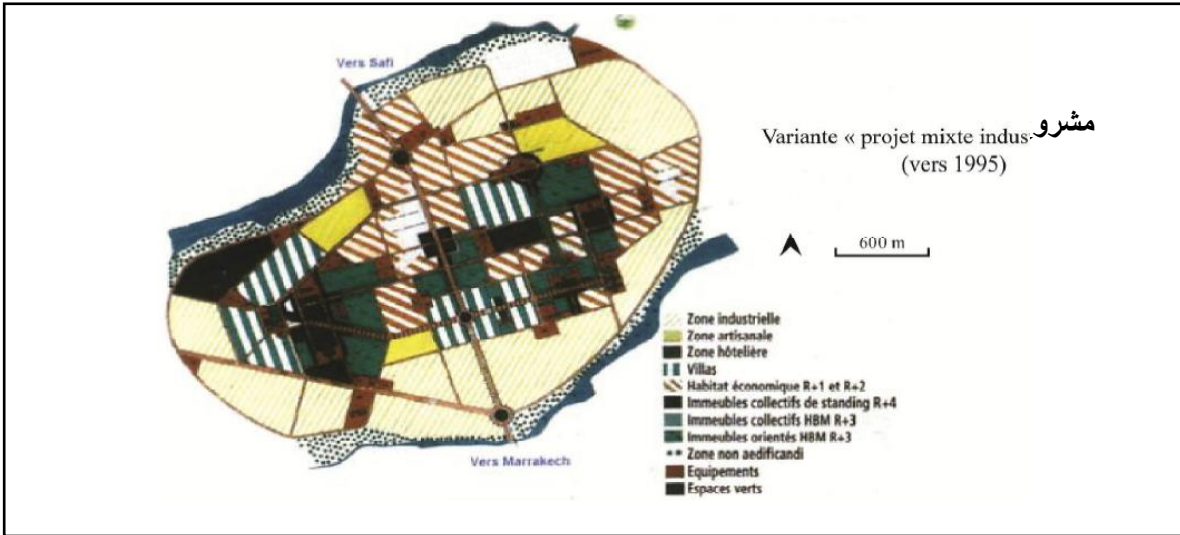 Vers Safi
Variante « projet mixte indus-
مشرو
(vers 1995)
600 m
Zone industrielle
Zone artisanale
Zone hôtelière
Villas
Habitat économique R+1 et R+2
Immeubles collectifs de standing R+4
Immeubles collectifs HBM R+3
Immeubles orientés HBM R+3
Zone non aedificandi
Equipements
Espaces verts
Vers Marrakech